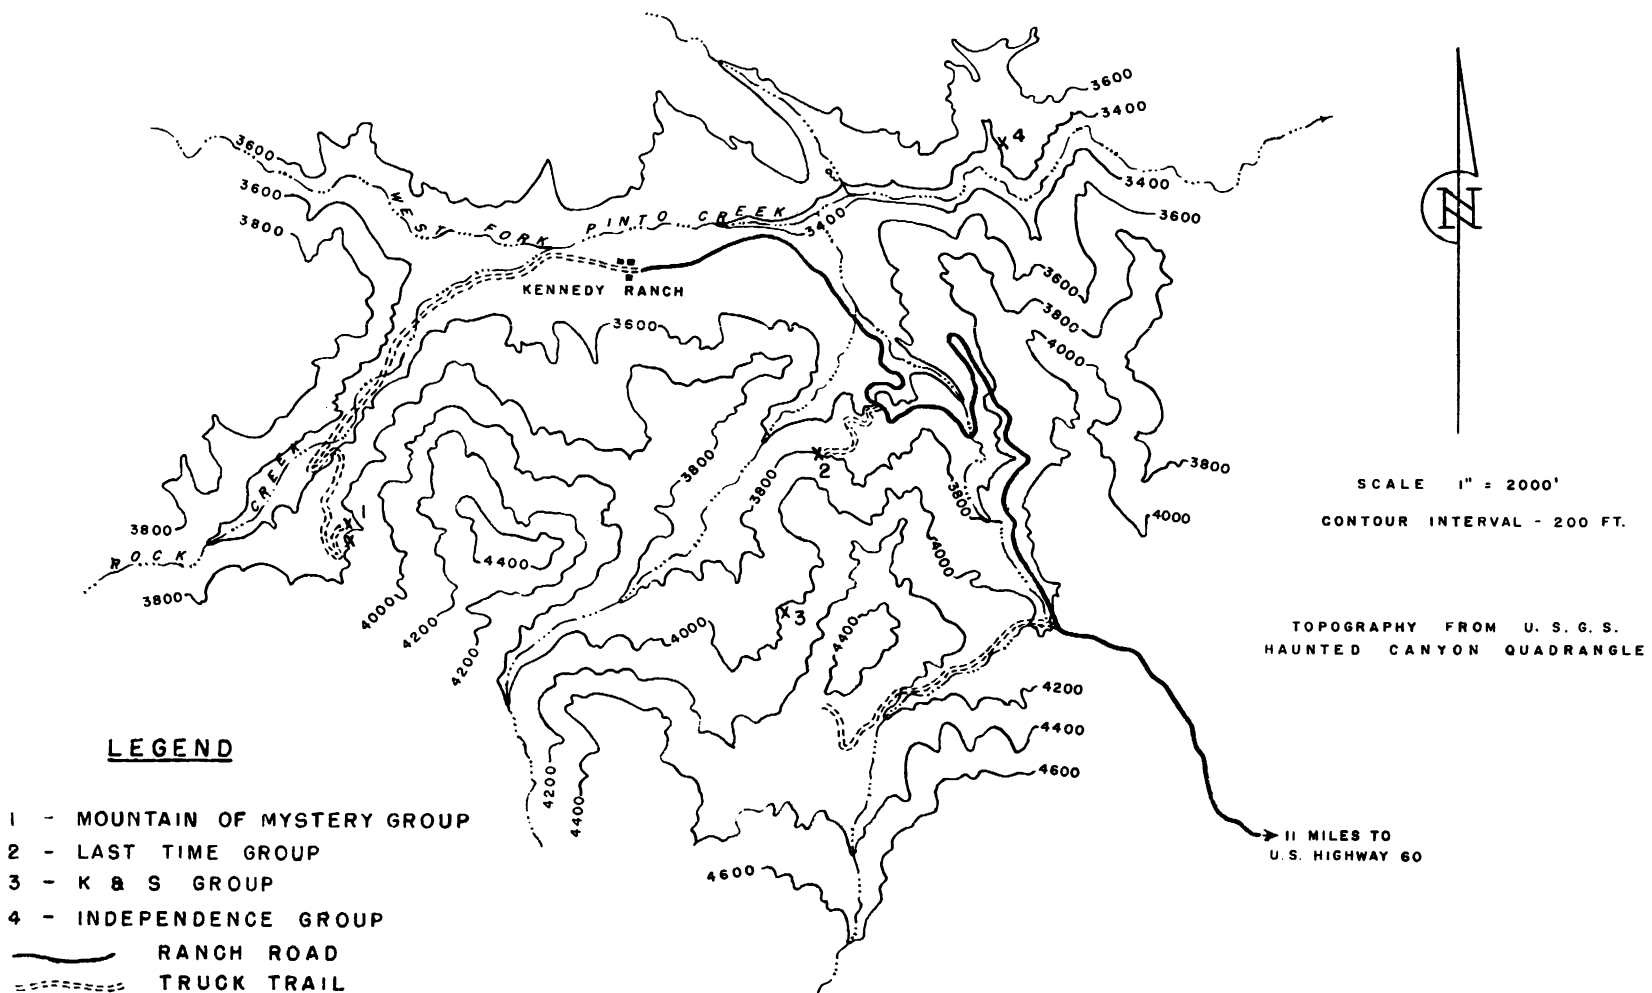 3600
3400
4
3600
3400
3600
3600
3800
WEST FORK PINTO CREEK
3400
N
3600
KENNEDY RANCH
3800
3600
4000
CREEK
3800
3800
2
3800
3800
SCALE 1" = 2000'
1
4000
CONTOUR INTERVAL - 200 FT.
3800
ROCK
4400
4000
3800
4000
3
4200
4000
4400
TOPOGRAPHY FROM U. S. G. S.
HAUNTED CANYON QUADRANGLE
4200
4200
4400
LEGEND
4200
4400
4600
1 - MOUNTAIN OF MYSTERY GROUP
11 MILES TO
U.S. HIGHWAY 60
2 - LAST TIME GROUP
4600
3 - K & S GROUP
4 - INDEPENDENCE GROUP
RANCH ROAD
TRUCK TRAIL